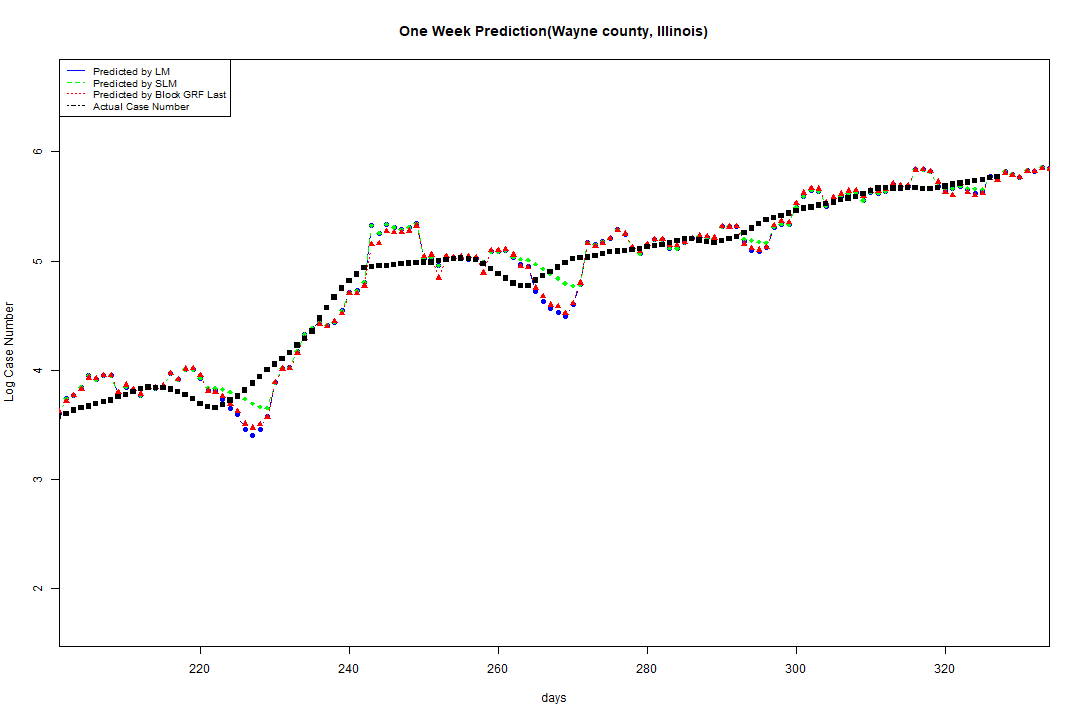 One Week Prediction(Wayne county, Illinois)
Predicted by LM
Predicted by SLM
Predicted by Block GRF Last
Actual Case Number
6
5
4
3
2
Log Case Number
220 240 260 280 300 320
days